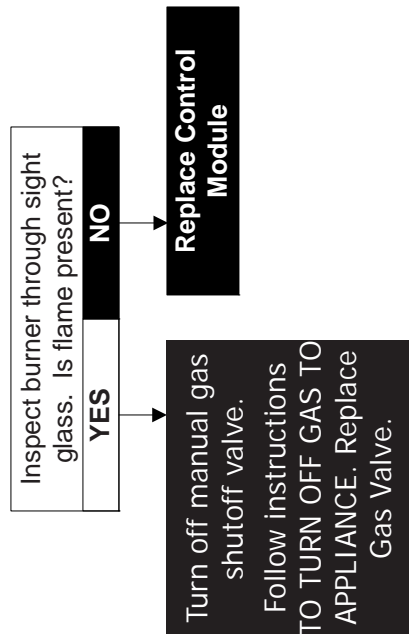 Inspect burner through sight
glass. Is flame present?
YES
NO
Turn off manual gas
shutoff valve.
Follow instructions
TO TURN OFF GAS TO
APPLIANCE. Replace
Gas Valve.
Replace Control
Module